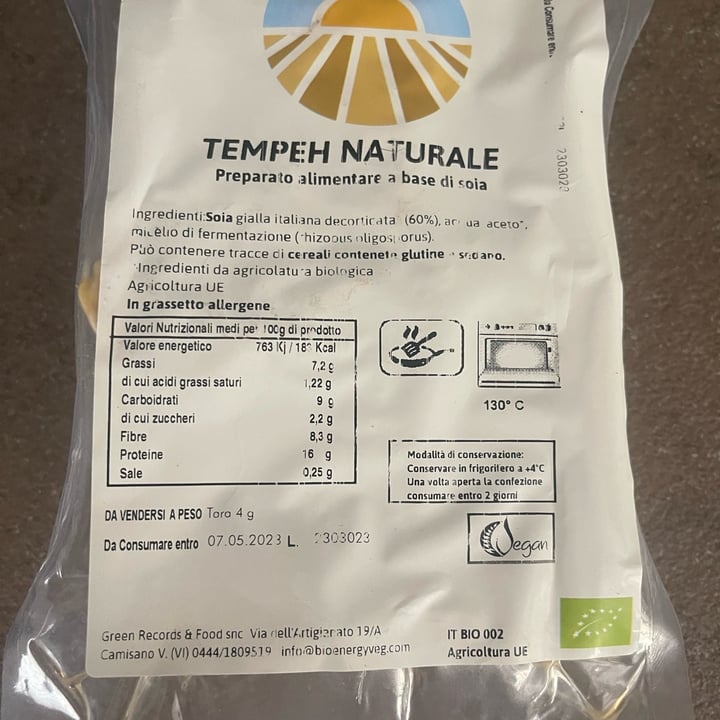 TEMPEH NATURALE
Preparato alimentare a base di soia
Ingredienti:Soia gialla italiana decorticata (60%), aceto*,
micelio di fermentazione
Può contenere tracce di cereali contenete glutine sedano.
*Ingredienti da agricolatura biologica
Agricoltura UE
In grassetto allergene
Valori Nutrizionali medi per 100g di prodotto
Valore energetico 763 Kj / Kcal
Grassi 7,2 g
di cui acidi grassi saturi 1,22 g
Carboidrati 9 g
di cui zuccheri 2,2 g
Fibre 8,3 g
Proteine 16 g
Sale 0,25 g
130° C
Modalità di conservazione:
Conservare in frigorifero a +4°C
Una volta aperta la confezione
consumare entro 2 giorni
DA VENDERSI A PESO Tara 4 g
Da Consumare entro 07.05.2023 L. 2303023
Vegan
Green Records & Food snc Via dell'Artigianato 19/A
Camisano V. (VI) 0444/1809519 info@bioenergyveg.com
IT BIO 002
Agricoltura UE